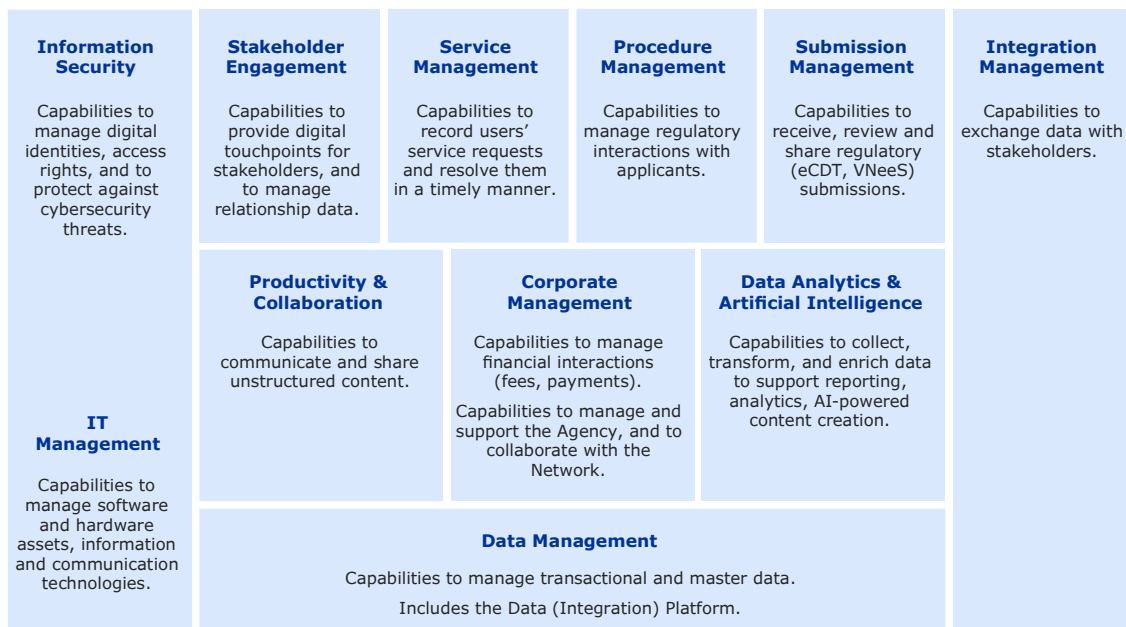 Information
Security
Capabilities to
manage digital
identities, access
rights, and to
protect against
cybersecurity
threats.
IT
Management
Capabilities to
manage software
and hardware
assets, information
and communication
technologies.
Stakeholder
Engagement
Capabilities to
provide digital
touchpoints for
stakeholders, and
to manage
relationship data.
Service
Management
Capabilities to
record users’
service requests
and resolve them
in a timely manner.
Procedure
Management
Capabilities to
manage regulatory
interactions with
applicants.
Submission
Management
Capabilities to
receive, review and
share regulatory
(eCDT, VNeeS)
submissions.
Integration
Management
Capabilities to
exchange data with
stakeholders.
Productivity &
Collaboration
Capabilities to
communicate and share
unstructured content.
Corporate
Management
Capabilities to manage
financial interactions
(fees, payments).
Capabilities to manage and
support the Agency, and to
collaborate with the
Network.
Data Analytics &
Artificial Intelligence
Capabilities to collect,
transform, and enrich data
to support reporting,
analytics, AI-powered
content creation.
Data Management
Capabilities to manage transactional and master data.
Includes the Data (Integration) Platform.